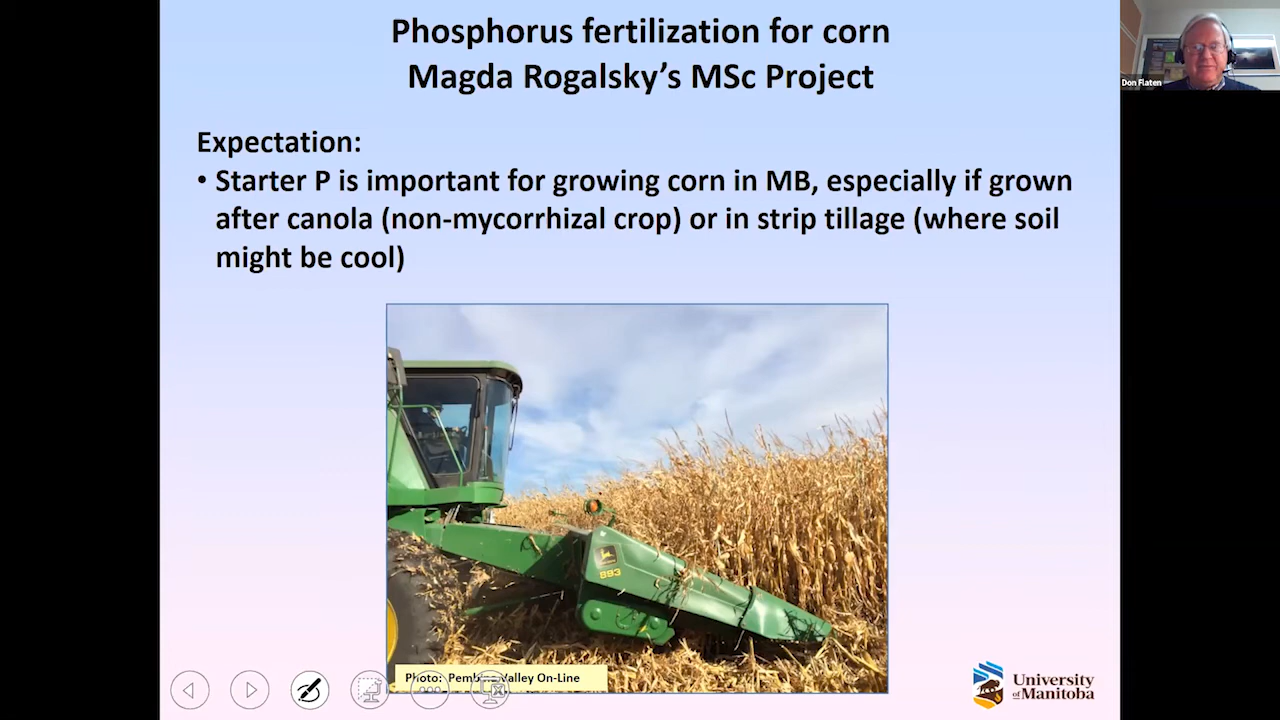 Phosphorus fertilization for corn
Magda Rogalsky's MSc Project
Don Flaten
Expectation:
• Starter P is important for growing corn in MB, especially if grown
after canola (non-mycorrhizal crop) or in strip tillage (where soil
might be cool)
893
Photo: Pembina Valley On-Line
University
of Manitoba